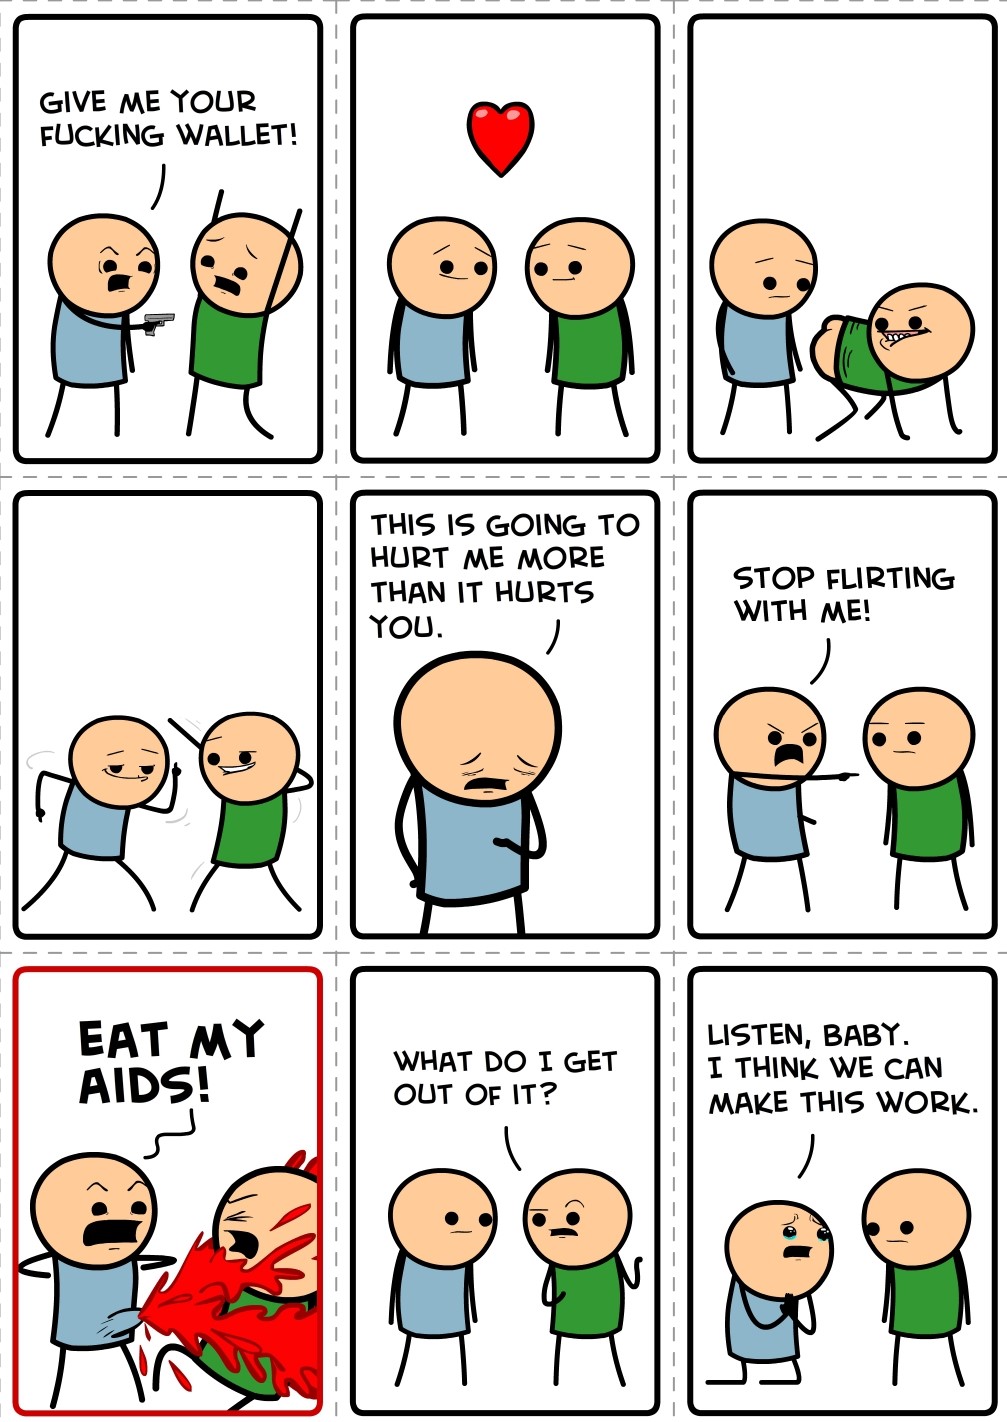 GIVE ME YOUR
FUCKING WALLET!
THIS IS GOING TO
HURT ME MORE
THAN IT HURTS
YOU.
STOP FLIRTING
WITH ME!
EAT MY
AIDS!
WHAT DO I GET
OUT OF IT?
LISTEN, BABY.
I THINK WE CAN
MAKE THIS WORK.